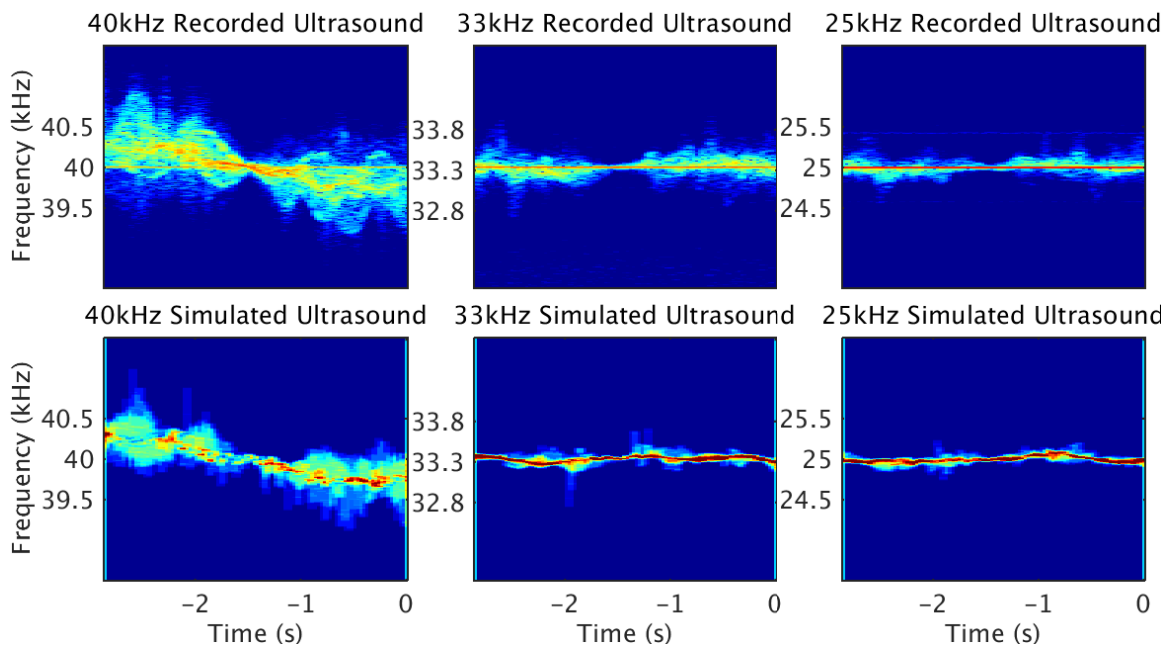 40kHz Recorded Ultrasound
33kHz Recorded Ultrasound
25kHz Recorded Ultrasound
Frequency (kHz)
40.5
40
39.5
33.8
33.3
32.8
25.5
25
24.5
40kHz Simulated Ultrasound
33kHz Simulated Ultrasound
25kHz Simulated Ultrasound
Frequency (kHz)
40.5
40
39.5
33.8
33.3
32.8
25.5
25
24.5
-2
-1
0
-2
-1
0
-2
-1
0
Time (s)
Time (s)
Time (s)